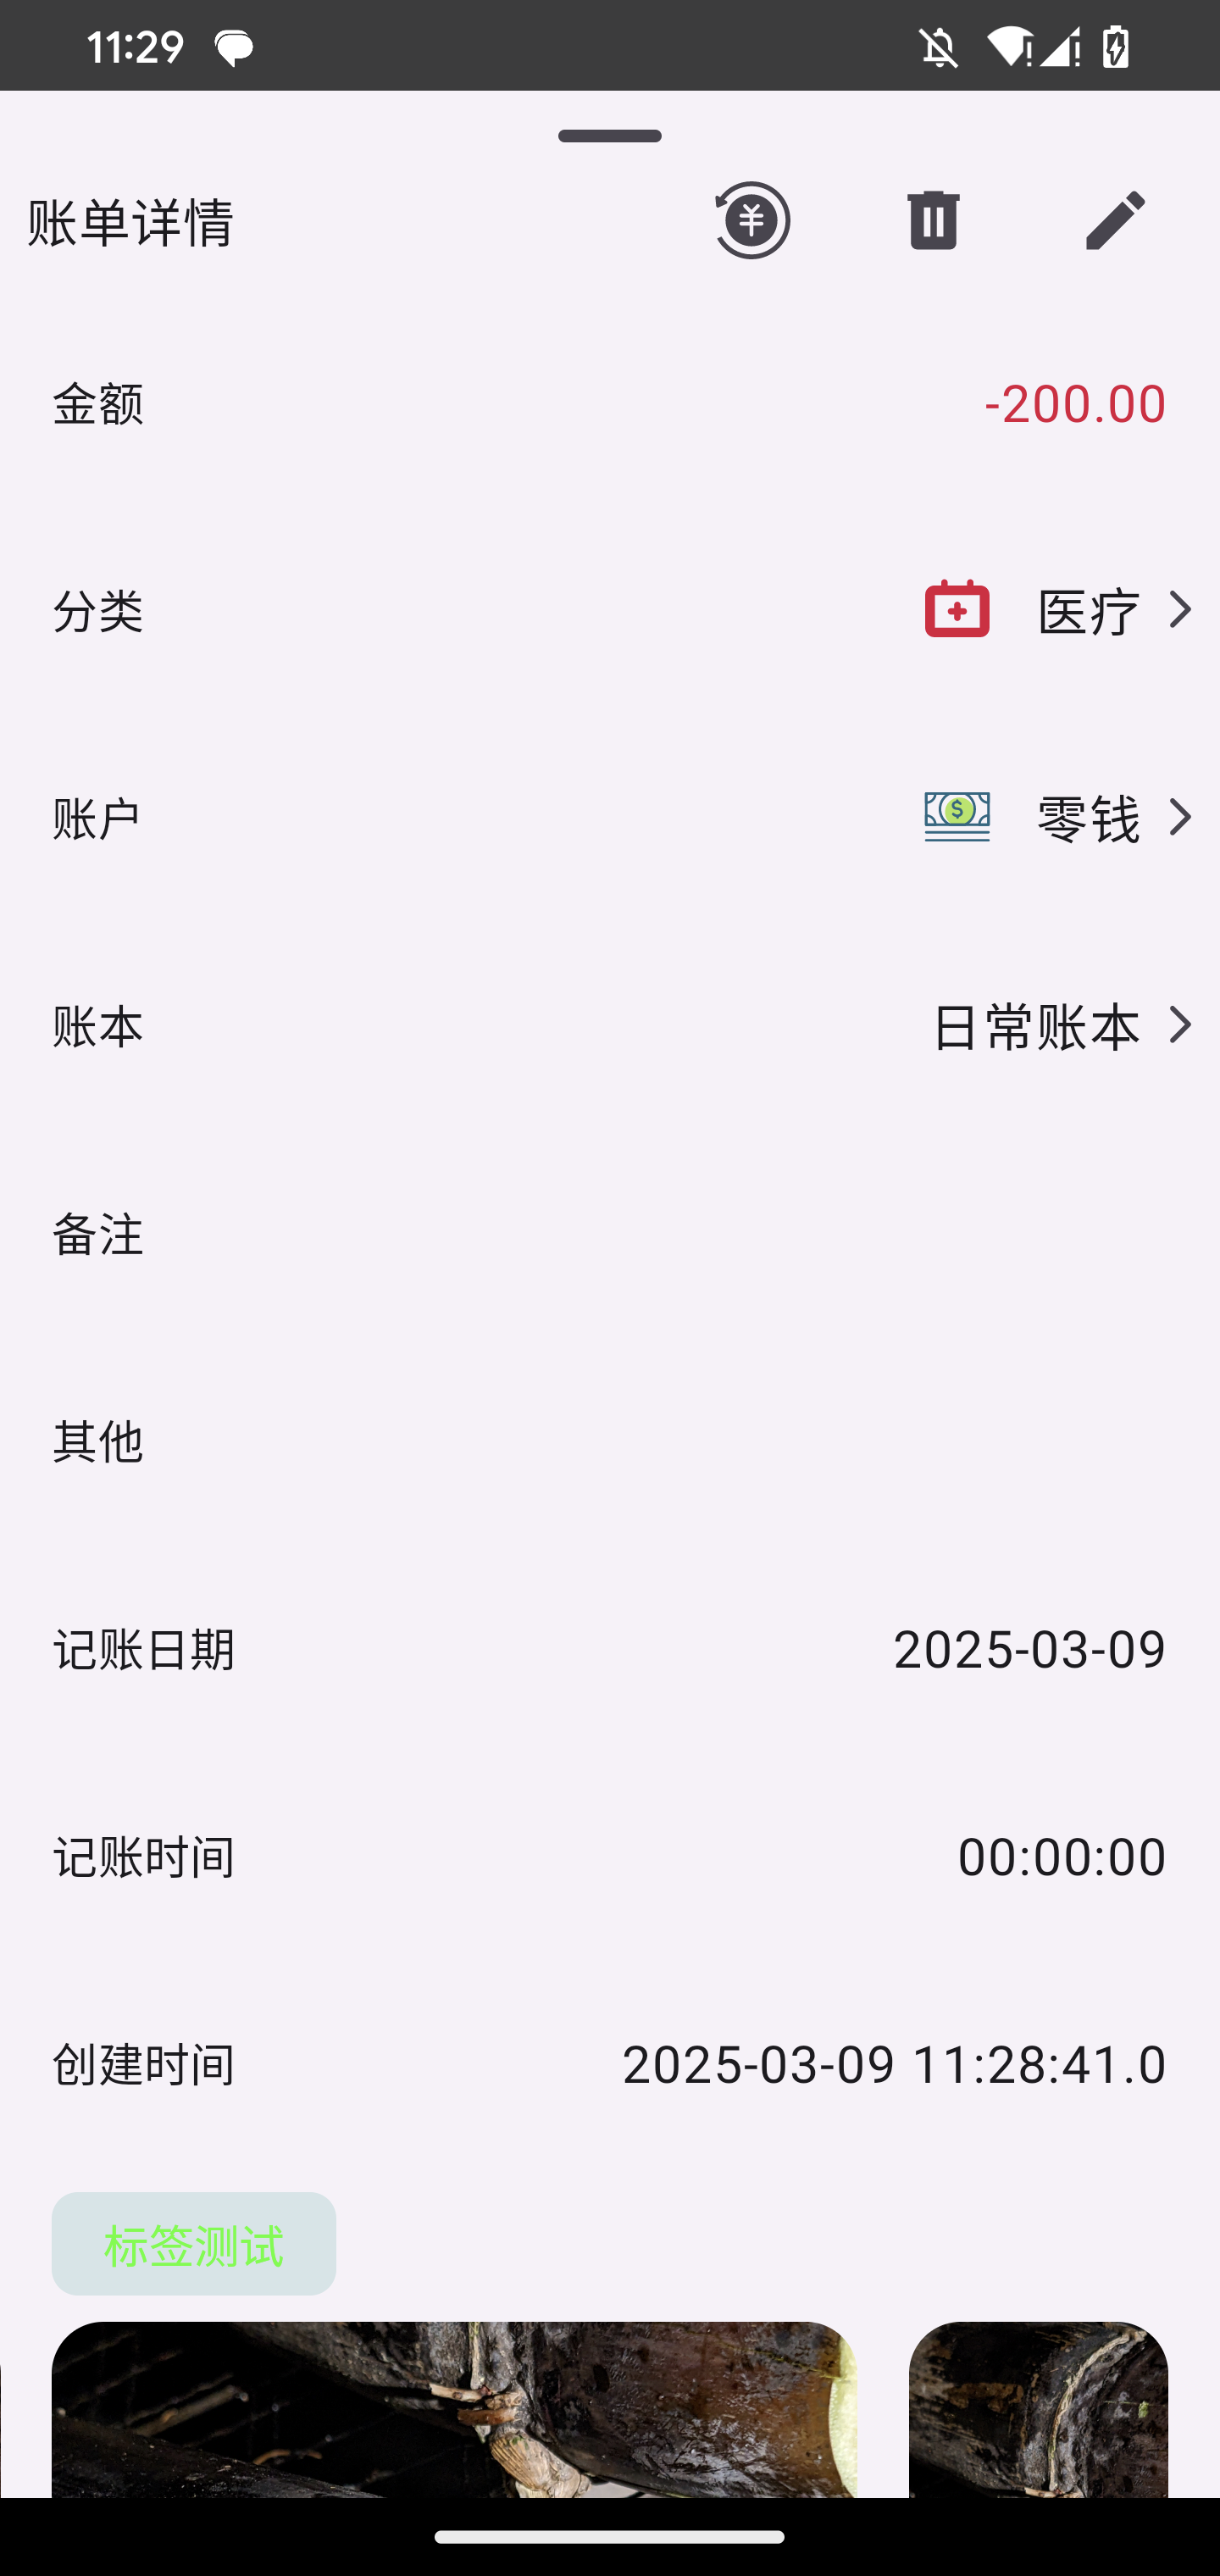 11:29
账单详情
金额 -200.00
分类 医疗
账户 零钱
账本 日常账本
备注
其他
记账日期 2025-03-09
记账时间 00:00:00
创建时间 2025-03-09 11:28:41.0
标签测试